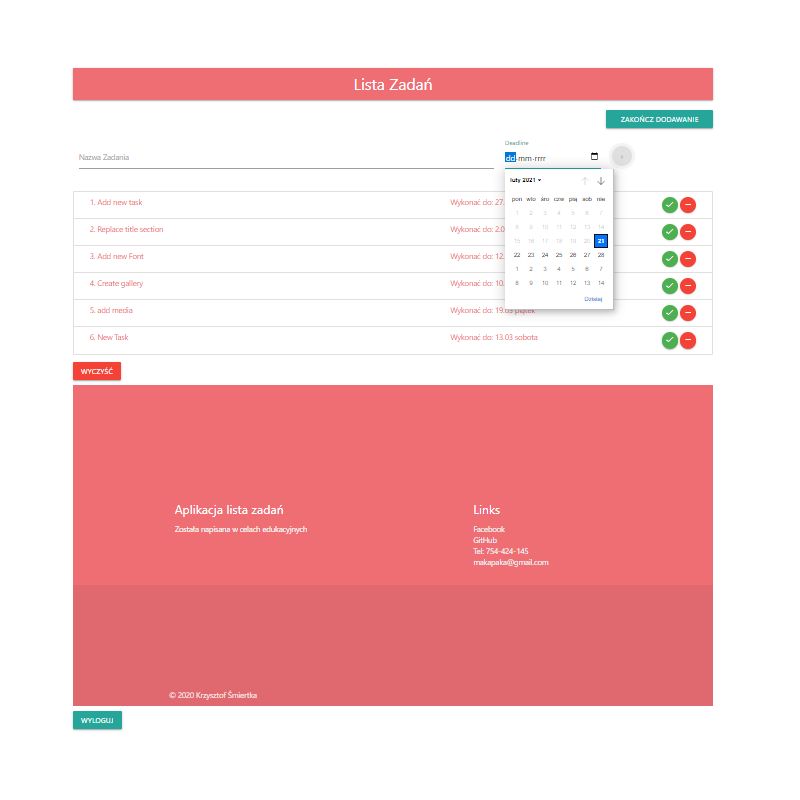 Lista Zadań
ZAKOŃCZ DODAWANIE
Deadline
Nazwa Zadania
dd-mm-rrrr
luty 2021
pon wto śro czw pią sob nie
1 2 3 4 5 6 7
8 9 10 11 12 13 14
15 16 17 18 19 20 21
22 23 24 25 26 27 28
1 2 3 4 5 6 7
8 9 10 11 12 13 14
Dzisiaj
1. Add new task Wykonać do: 27.
2. Replace title section Wykonać do: 2.0
3. Add new Font Wykonać do: 12.
4. Create gallery Wykonać do: 10.
5. add media Wykonać do: 19.03 piątek
6. New Task Wykonać do: 13.03 sobota
WYCZYŚĆ
Aplikacja lista zadań
Została napisana w celach edukacyjnych
Links
Facebook
GitHub
Tel: 754-424-145
makapaka@gmail.com
© 2020 Krzysztof Śmiertka
WYLOGUJ